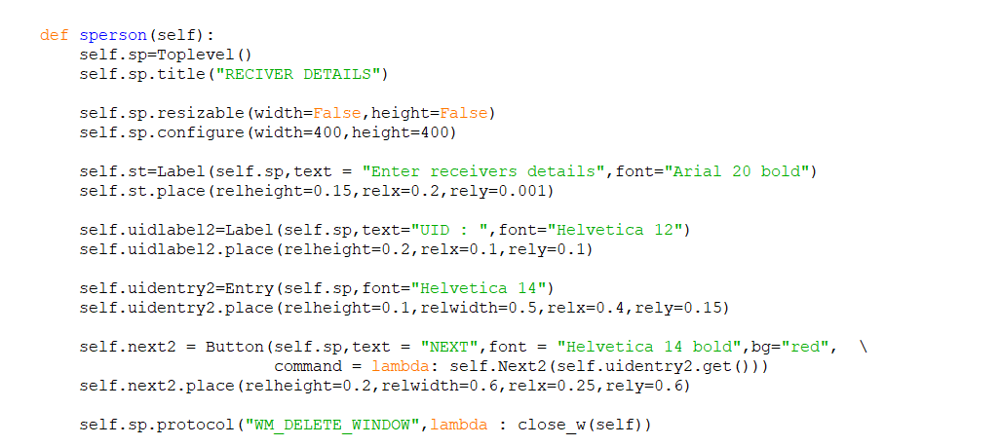 def sperson(self):
    self.sp=Toplevel()
    self.sp.title("RECIVER DETAILS")

    self.sp.resizable(width=False,height=False)
    self.sp.configure(width=400,height=400)

    self.st=Label(self.sp,text = "Enter receivers details",font="Arial 20 bold")
    self.st.place(relheight=0.15,relx=0.2,rely=0.001)

    self.uidlabel2=Label(self.sp,text="UID : ",font="Helvetica 12")
    self.uidlabel2.place(relheight=0.2,relx=0.1,rely=0.1)

    self.uidentry2=Entry(self.sp,font="Helvetica 14")
    self.uidentry2.place(relheight=0.1,relwidth=0.5,relx=0.4,rely=0.15)

    self.next2 = Button(self.sp,text = "NEXT",font = "Helvetica 14 bold",bg="red",  \
                        command = lambda: self.Next2(self.uidentry2.get()))
    self.next2.place(relheight=0.2,relwidth=0.6,relx=0.25,rely=0.6)

    self.sp.protocol("WM_DELETE_WINDOW",lambda : close_w(self))